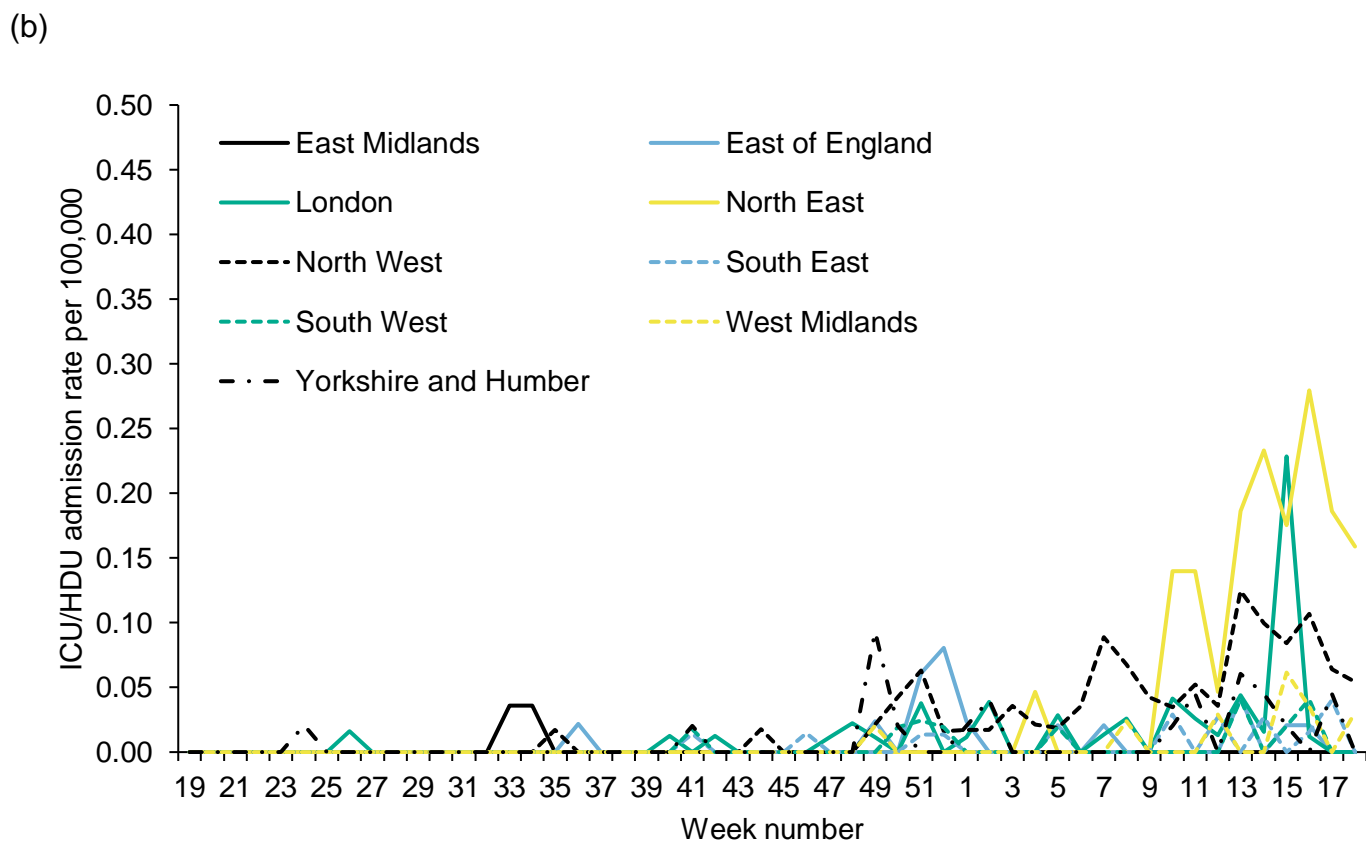 (b)
ICU/HDU admission rate per 100,000
0.50
0.45
0.40
0.35
0.30
0.25
0.20
0.15
0.10
0.05
0.00
East Midlands East of England
London North East
North West South East
South West West Midlands
Yorkshire and Humber
19 21 23 25 27 29 31 33 35 37 39 41 43 45 47 49 51 1 3 5 7 9 11 13 15 17
Week number